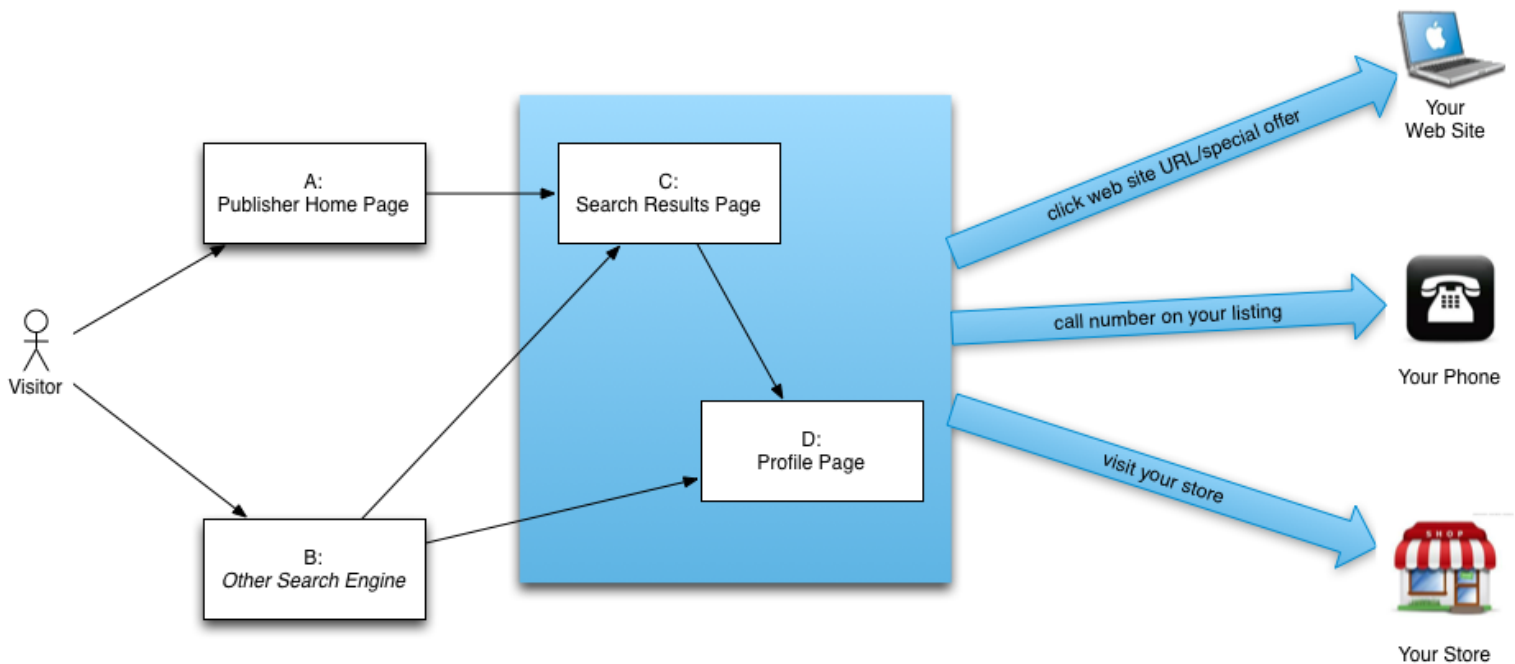 Visitor
A:
Publisher Home Page
B:
Other Search Engine
C:
Search Results Page
D:
Profile Page
click web site URL/special offer
call number on your listing
visit your store
Your
Web Site
Your Phone
SHOP
Your Store